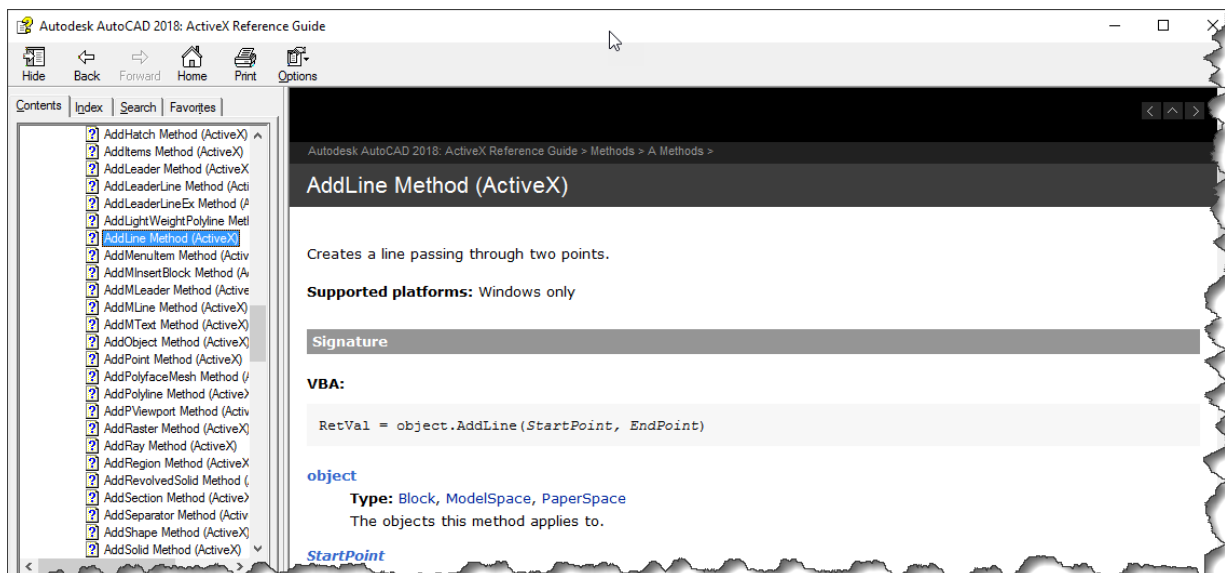 Autodesk AutoCAD 2018: ActiveX Reference Guide
Hide Back Forward Home Print Options
Contents Index Search Favorites
AddHatch Method (ActiveX)
AddItems Method (ActiveX)
AddLeader Method (ActiveX
AddLeaderLine Method (Acti
AddLeaderLineEx Method (A
AddLightWeightPolyline Met
AddLine Method (ActiveX)
AddMenuItem Method (Activ
AddMInsertBlock Method (A
AddMLeader Method (Active
AddMLine Method (ActiveX)
AddMText Method (ActiveX)
AddObject Method (ActiveX)
AddPoint Method (ActiveX)
AddPolyfaceMesh Method (
AddPolyline Method (ActiveX
AddPViewport Method (Activ
AddRaster Method (ActiveX)
AddRay Method (ActiveX)
AddRegion Method (ActiveX
AddRevolvedSolid Method (
AddSection Method (ActiveX
AddSeparator Method (Activ
AddShape Method (ActiveX)
AddSolid Method (ActiveX)
Autodesk AutoCAD 2018: ActiveX Reference Guide > Methods > A Methods >
AddLine Method (ActiveX)
Creates a line passing through two points.
Supported platforms: Windows only
Signature
VBA:
RetVal = object.AddLine(StartPoint, EndPoint)
object
Type: Block, ModelSpace, PaperSpace
The objects this method applies to.
StartPoint